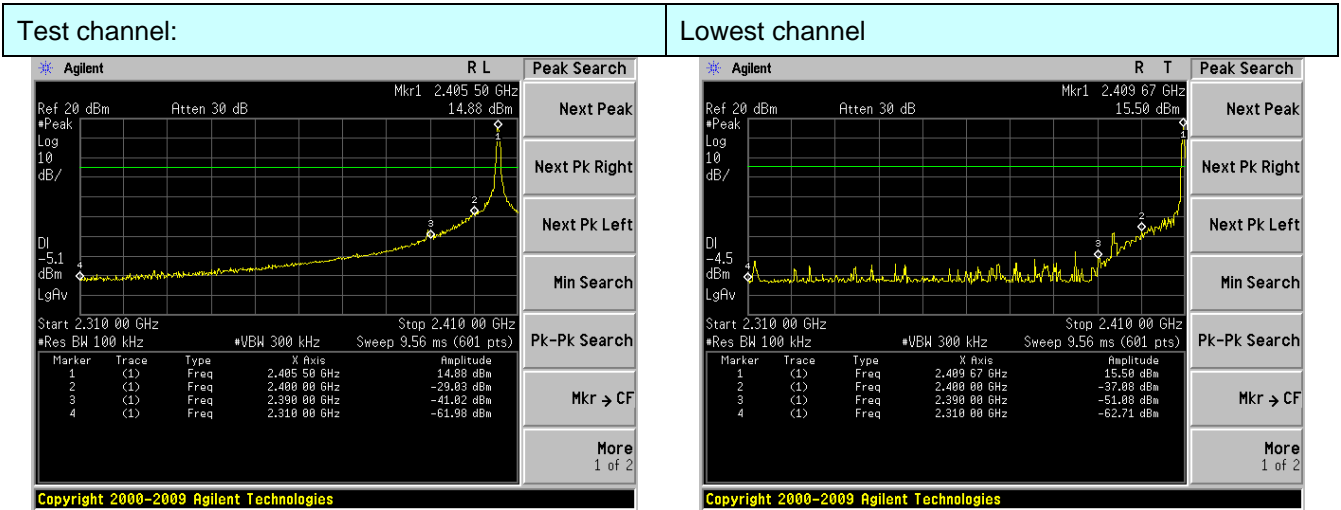 Test channel:
Lowest channel
Agilent
R L
Peak Search
Mkr1 2.405 50 GHz
Ref 20 dBm
Atten 30 dB
14.88 dBm
#Peak
Log
10
dB/
DI
-5.1
dBm
LgAv
1
2
3
4
Start 2.310 00 GHz
Stop 2.410 00 GHz
#Res BW 100 kHz
#VBW 300 kHz
Sweep 9.56 ms (601 pts)
Marker Trace Type X Axis Amplitude
1 (1) Freq 2.405 50 GHz 14.88 dBm
2 (1) Freq 2.400 00 GHz -29.03 dBm
3 (1) Freq 2.390 00 GHz -41.02 dBm
4 (1) Freq 2.310 00 GHz -61.98 dBm
Next Peak
Next Pk Right
Next Pk Left
Min Search
Pk-Pk Search
Mkr → CF
More
1 of 2
Copyright 2000-2009 Agilent Technologies
Agilent
R T
Peak Search
Mkr1 2.409 67 GHz
Ref 20 dBm
Atten 30 dB
15.50 dBm
#Peak
Log
10
dB/
DI
-4.5
dBm
LgAv
1
2
3
4
Start 2.310 00 GHz
Stop 2.410 00 GHz
#Res BW 100 kHz
#VBW 300 kHz
Sweep 9.56 ms (601 pts)
Marker Trace Type X Axis Amplitude
1 (1) Freq 2.409 67 GHz 15.50 dBm
2 (1) Freq 2.400 00 GHz -37.08 dBm
3 (1) Freq 2.390 00 GHz -51.08 dBm
4 (1) Freq 2.310 00 GHz -62.71 dBm
Next Peak
Next Pk Right
Next Pk Left
Min Search
Pk-Pk Search
Mkr → CF
More
1 of 2
Copyright 2000-2009 Agilent Technologies